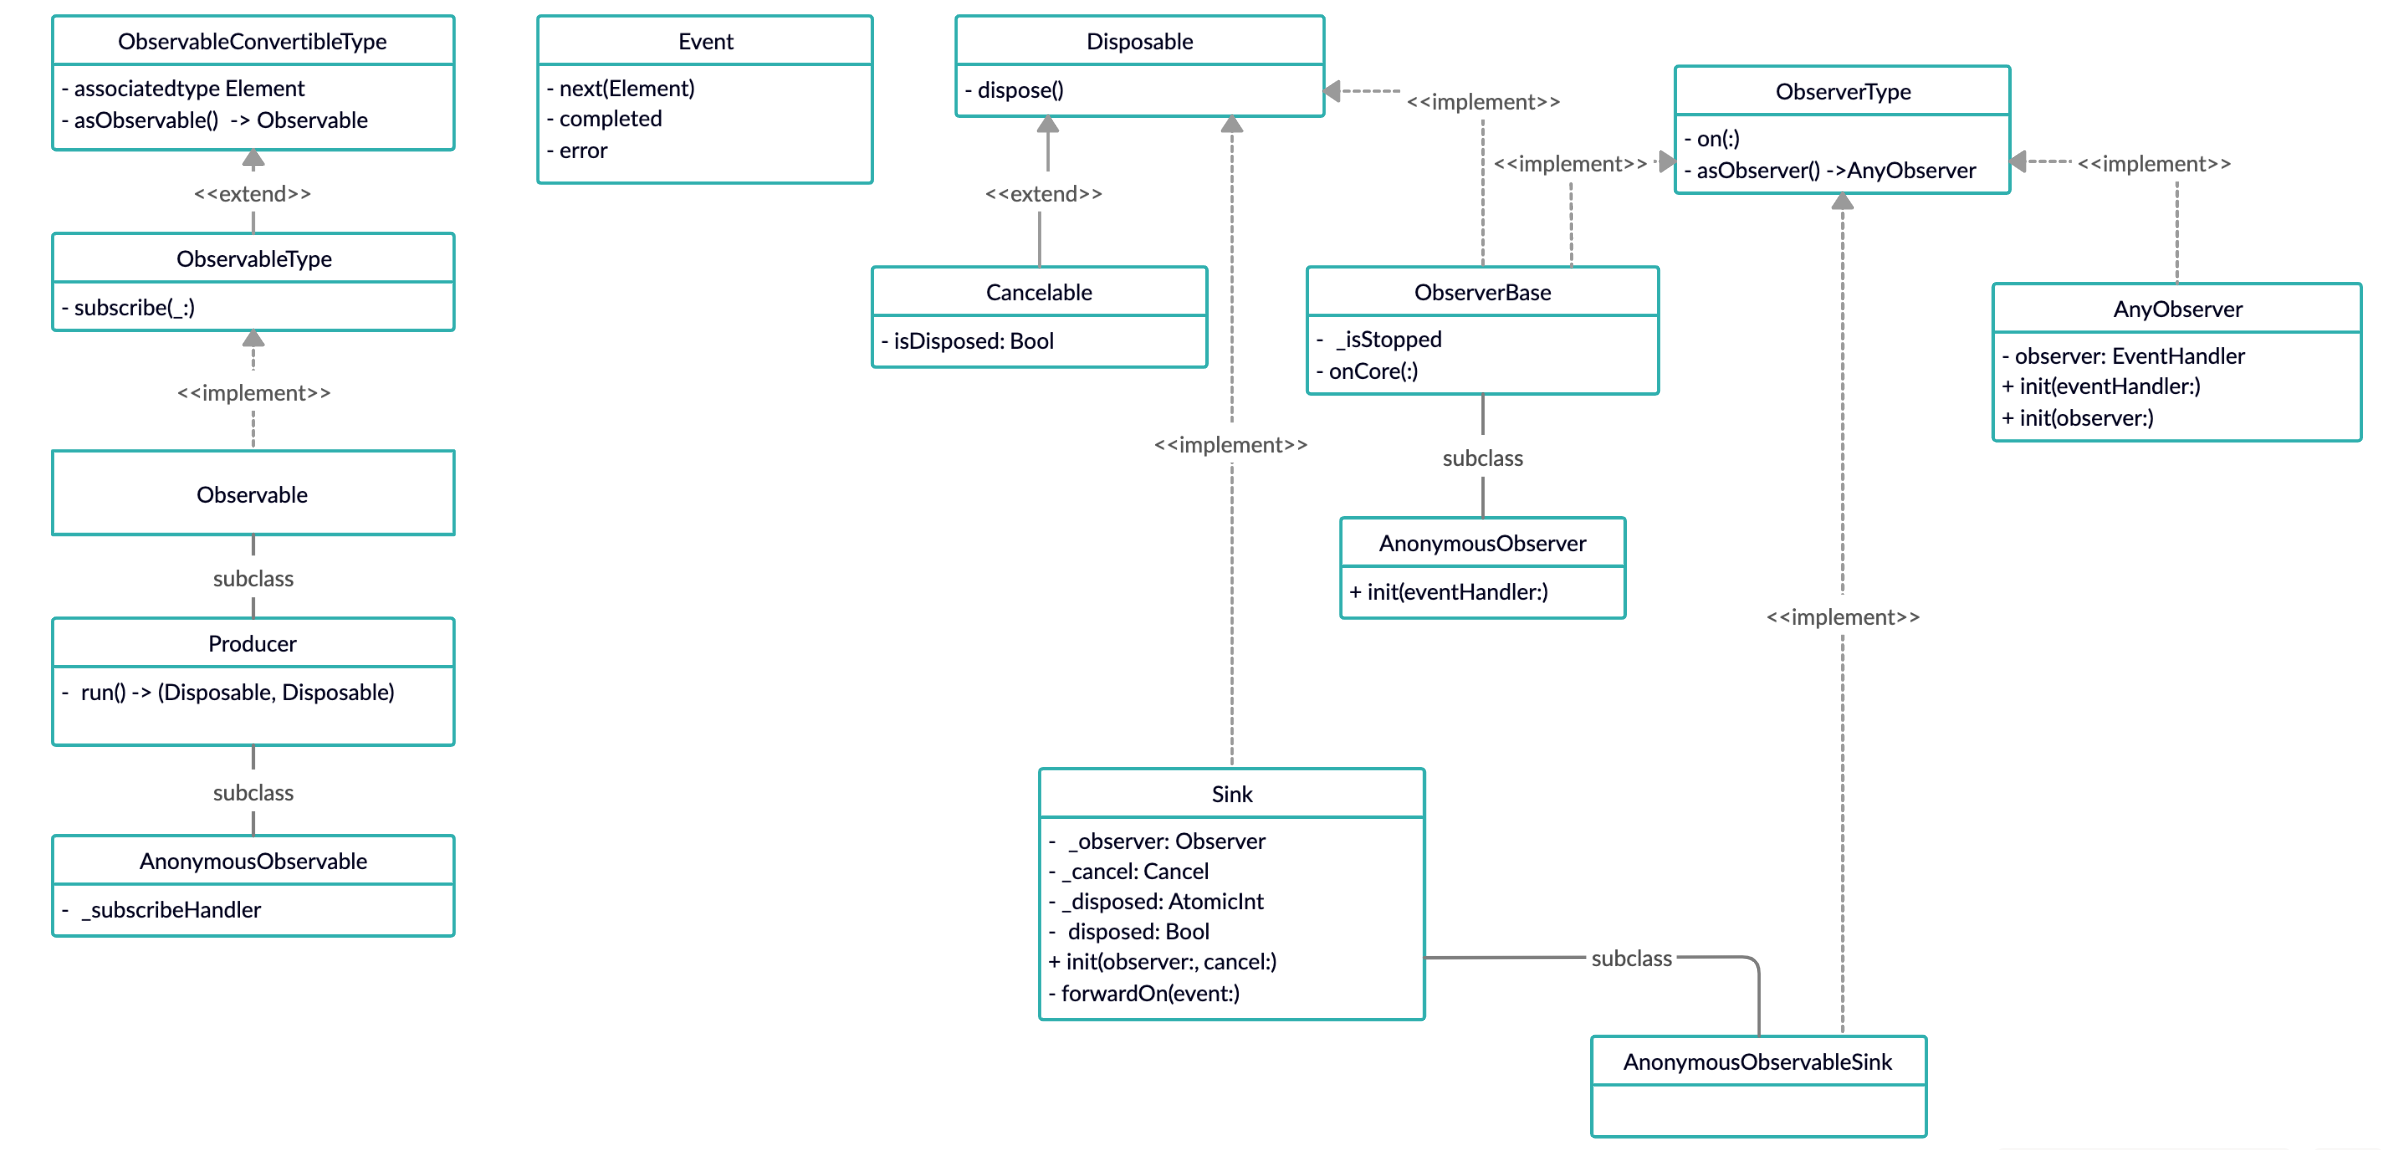 ObservableConvertibleType
- associatedtype Element
- asObservable()  -> Observable
<<extend>>
ObservableType
- subscribe(_:)
<<implement>>
Observable
subclass
Producer
-  run() -> (Disposable, Disposable)
subclass
AnonymousObservable
-  _subscribeHandler
Event
- next(Element)
- completed
- error
Disposable
- dispose()
<<extend>>
Cancelable
- isDisposed: Bool
<<implement>>
<<implement>>
<<implement>>
ObserverType
- on(:)
- asObserver() ->AnyObserver
<<implement>>
ObserverBase
-  _isStopped
- onCore(:)
subclass
AnonymousObserver
+ init(eventHandler:)
AnyObserver
- observer: EventHandler
+ init(eventHandler:)
+ init(observer:)
<<implement>>
Sink
-  _observer: Observer
- _cancel: Cancel
- _disposed: AtomicInt
-  disposed: Bool
+ init(observer:, cancel:)
- forwardOn(event:)
subclass
AnonymousObservableSink